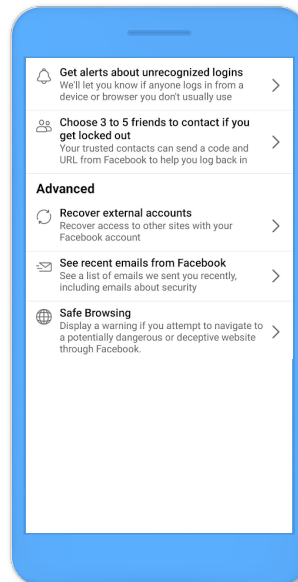 Get alerts about unrecognized logins
We'll let you know if anyone logs in from a
device or browser you don't usually use
Choose 3 to 5 friends to contact if you
get locked out
Your trusted contacts can send a code and
URL from Facebook to help you log back in
Advanced
Recover external accounts
Recover access to other sites with your
Facebook account
See recent emails from Facebook
See a list of emails we sent you recently,
including emails about security
Safe Browsing
Display a warning if you attempt to navigate to
a potentially dangerous or deceptive website
through Facebook.